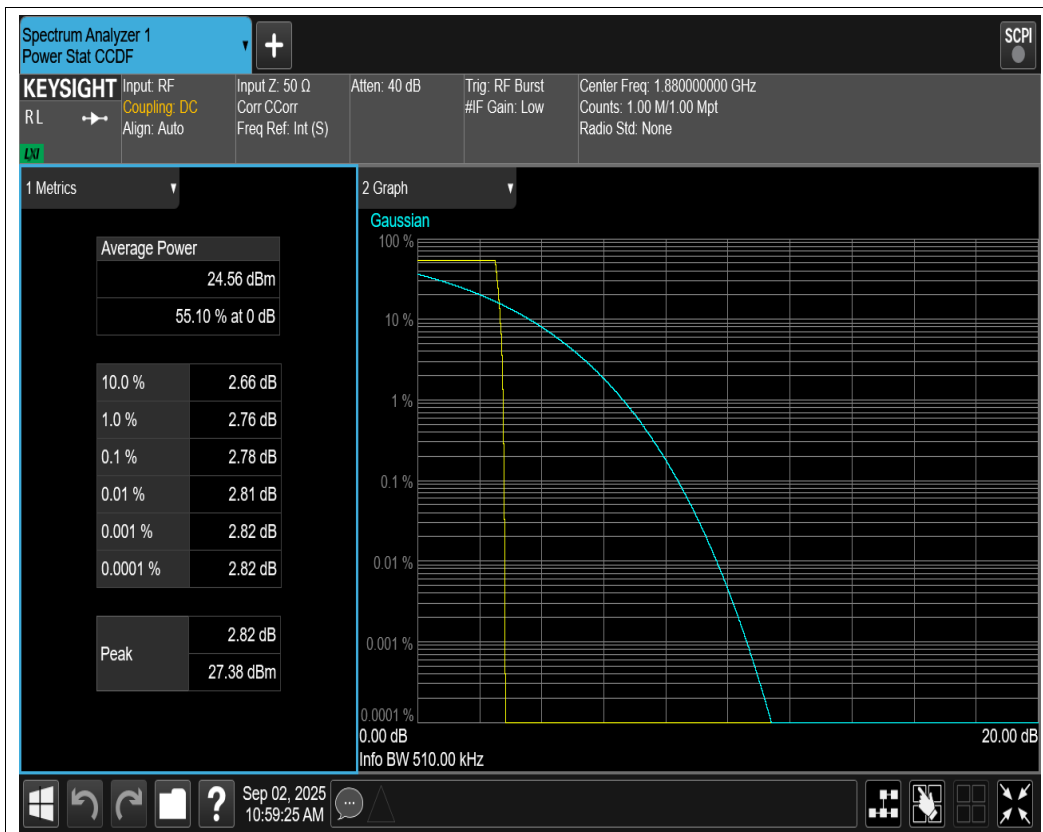 Spectrum Analyzer 1
Power Stat CCDF
+
SCPI
KEYSIGHT
RL
LXI
Input: RF
Coupling: DC
Align: Auto
Input Z: 50 Ω
Corr CCorr
Freq Ref: Int (S)
Atten: 40 dB
Trig: RF Burst
#IF Gain: Low
Center Freq: 1.880000000 GHz
Counts: 1.00 M/1.00 Mpt
Radio Std: None
1 Metrics
Average Power
24.56 dBm
55.10 % at 0 dB
10.0 % 2.66 dB
1.0 % 2.76 dB
0.1 % 2.78 dB
0.01 % 2.81 dB
0.001 % 2.82 dB
0.0001 % 2.82 dB
Peak 2.82 dB
27.38 dBm
2 Graph
Gaussian
100 %
10 %
1 %
0.1 %
0.01 %
0.001 %
0.0001 %
0.00 dB 20.00 dB
Info BW 510.00 kHz
?
Sep 02, 2025
10:59:25 AM